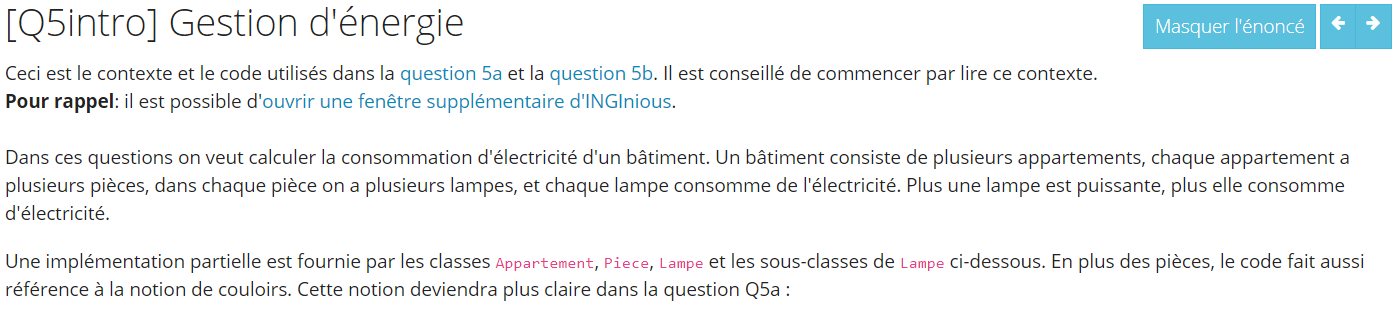 [Q5intro] Gestion d'énergie
Masquer l'énoncé
Ceci est le contexte et le code utilisés dans la question 5a et la question 5b. Il est conseillé de commencer par lire ce contexte.
Pour rappel: il est possible d'ouvrir une fenêtre supplémentaire d'INGInious.
Dans ces questions on veut calculer la consommation d'électricité d'un bâtiment. Un bâtiment consiste de plusieurs appartements, chaque appartement a
plusieurs pièces, dans chaque pièce on a plusieurs lampes, et chaque lampe consomme de l'électricité. Plus une lampe est puissante, plus elle consomme
d'électricité.
Une implémentation partielle est fournie par les classes Appartement, Piece, Lampe et les sous-classes de Lampe ci-dessous. En plus des pièces, le code fait aussi
référence à la notion de couloirs. Cette notion deviendra plus claire dans la question Q5a :